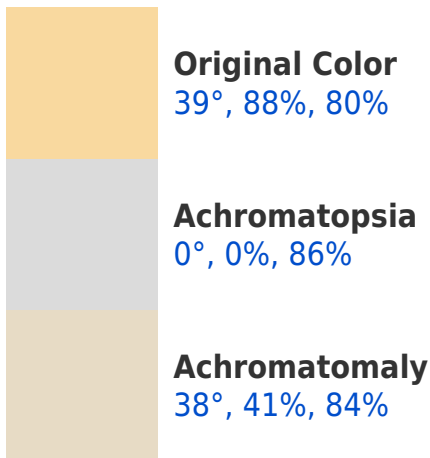 Original Color
39°, 88%, 80%
Achromatopsia
0°, 0%, 86%
Achromatomaly
38°, 41%, 84%